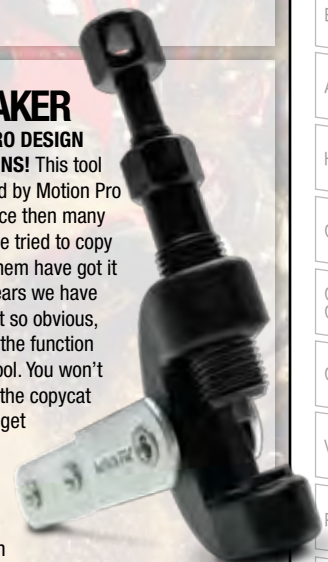 AKER
RO DESIGN
NS! This tool
d by Motion Pro
ce then many
e tried to copy
hem have got it
ears we have
t so obvious,
the function
ool. You won't
the copycat
get